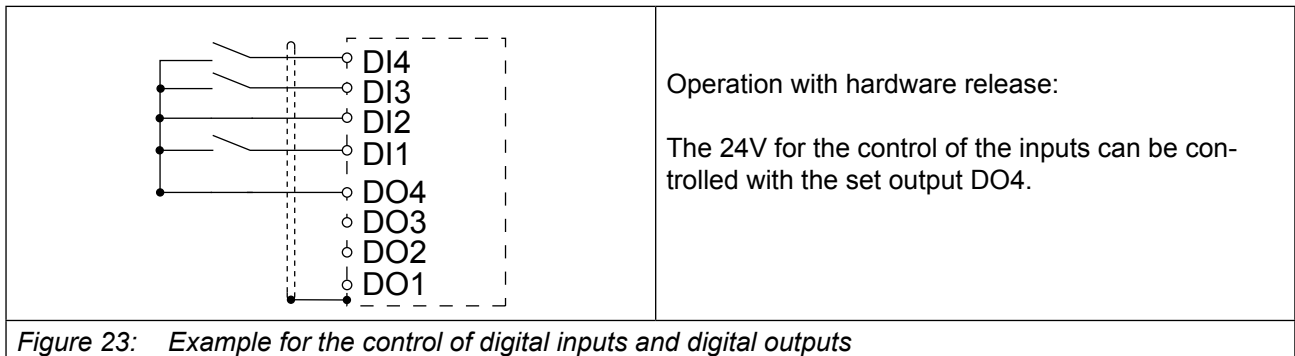 DI4
DI3
DI2
DI1
DO4
DO3
DO2
DO1
Operation with hardware release:
The 24V for the control of the inputs can be con-
trolled with the set output DO4.
Figure 23: Example for the control of digital inputs and digital outputs